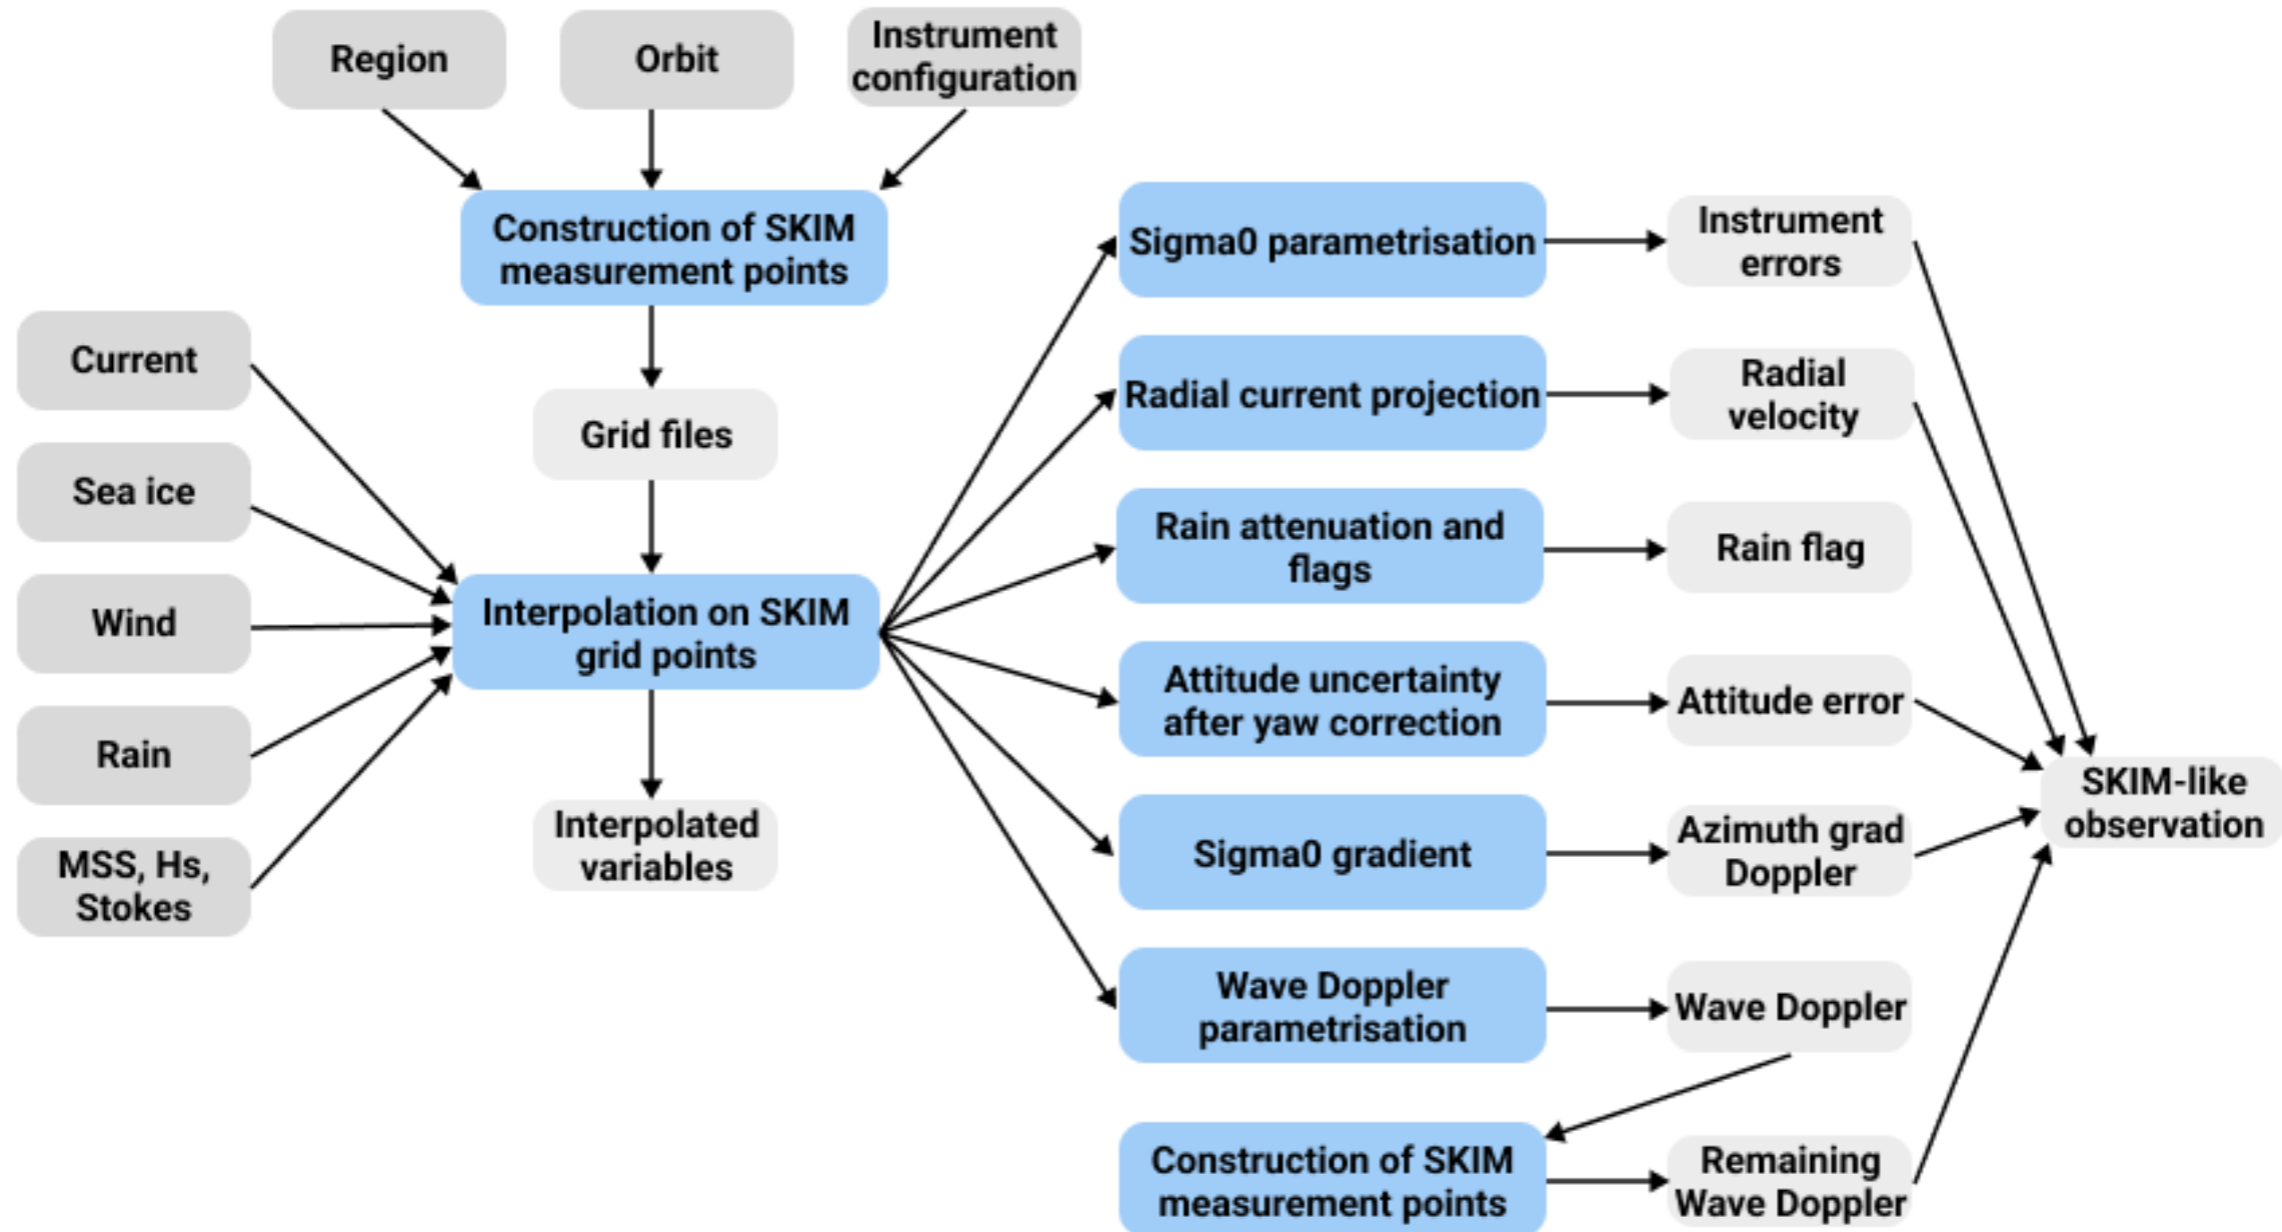 Region
Orbit
Instrument
configuration
Construction of SKIM
measurement points
Grid files
Current
Sea ice
Wind
Rain
MSS, Hs,
Stokes
Interpolation on SKIM
grid points
Interpolated
variables
Sigma0 parametrisation
Instrument
errors
Radial current projection
Radial
velocity
Rain attenuation and
flags
Rain flag
Attitude uncertainty
after yaw correction
Attitude error
Sigma0 gradient
Azimuth grad
Doppler
Wave Doppler
parametrisation
Wave Doppler
Construction of SKIM
measurement points
Remaining
Wave Doppler
SKIM-like
observation